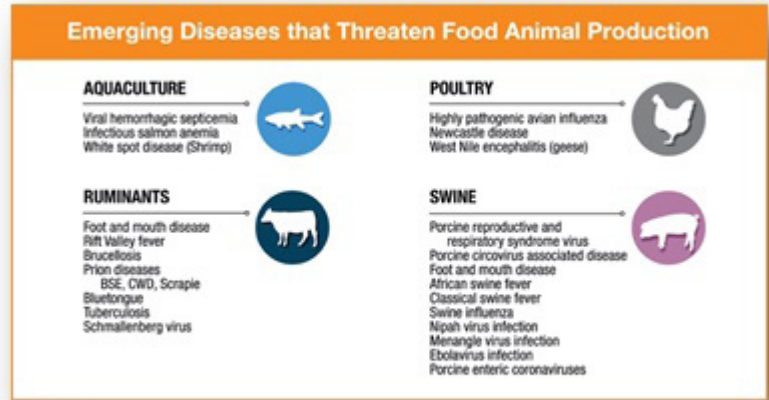 Emerging Diseases that Threaten Food Animal Production
AQUACULTURE
Viral hemorrhagic septicemia
Infectious salmon anemia
White spot disease (Shrimp)
POULTRY
Highly pathogenic avian influenza
Newcastle disease
West Nile encephalitis (geese)
RUMINANTS
Foot and mouth disease
Rift Valley fever
Brucellosis
Prion diseases
BSE, CWD, Scrapie
Bluetongue
Tuberculosis
Schmallenberg virus
SWINE
Porcine reproductive and
respiratory syndrome virus
Porcine circovirus associated disease
Foot and mouth disease
African swine fever
Classical swine fever
Swine influenza
Nipah virus infection
Menangle virus infection
Ebolavirus infection
Porcine enteric coronaviruses